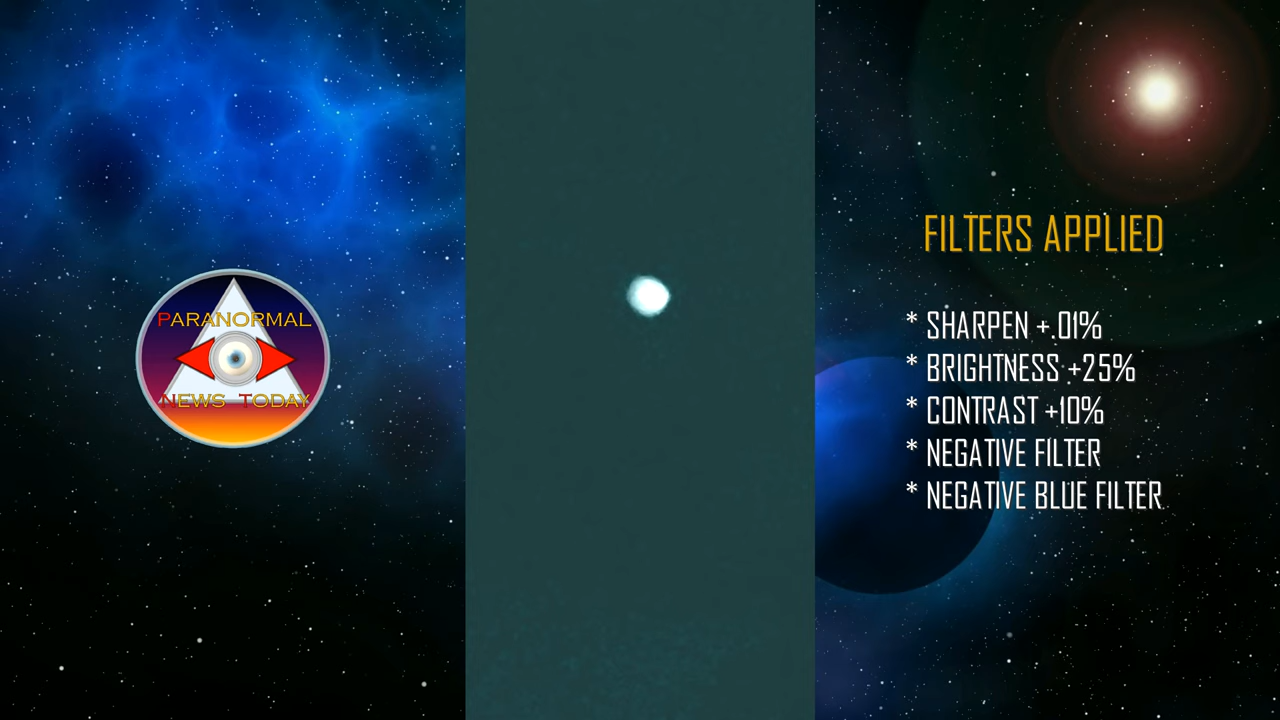 PARANORMAL
NEWS TODAY
FILTERS APPLIED
* SHARPEN +.01%
* BRIGHTNESS +25%
* CONTRAST +10%
* NEGATIVE FILTER
* NEGATIVE BLUE FILTER